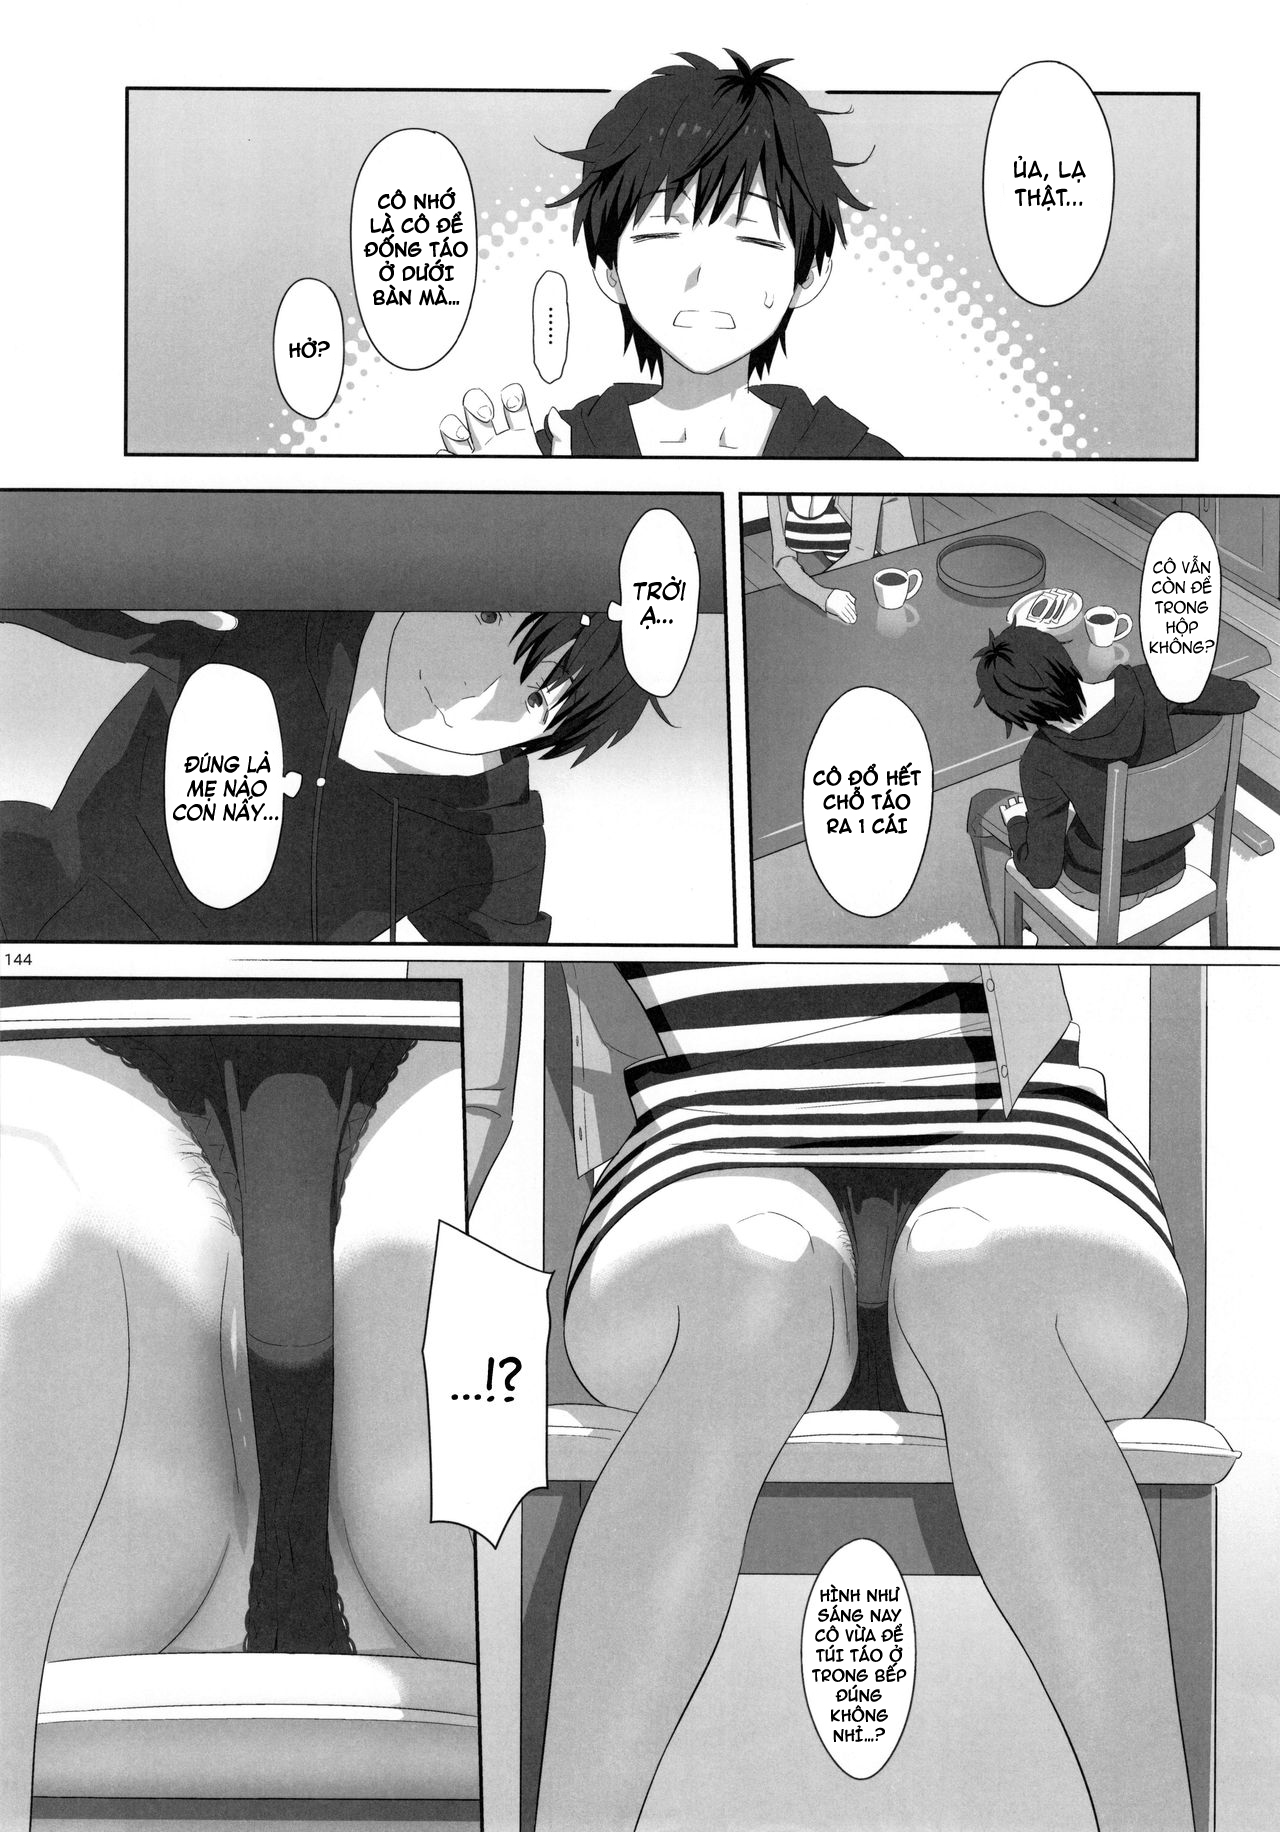 ỦA, LẠ
THẬT...
CÔ NHỚ
LÀ CÔ ĐỂ
ĐỐNG TÁO
Ở DƯỚI
BÀN MÀ...
.......
HỞ?
CÔ VẪN
CÒN ĐỂ
TRONG
HỘP
KHÔNG?
CÔ ĐỔ HẾT
CHỖ TÁO
RA 1 CÁI
TRỜI
Ạ...
ĐÚNG LÀ
MẸ NÀO
CON NẤY...
144
HÌNH NHƯ
SÁNG NAY
CÔ VỪA ĐỂ
TÚI TÁO Ở
TRONG BẾP
ĐÚNG
KHÔNG
NHỈ...?
...!?